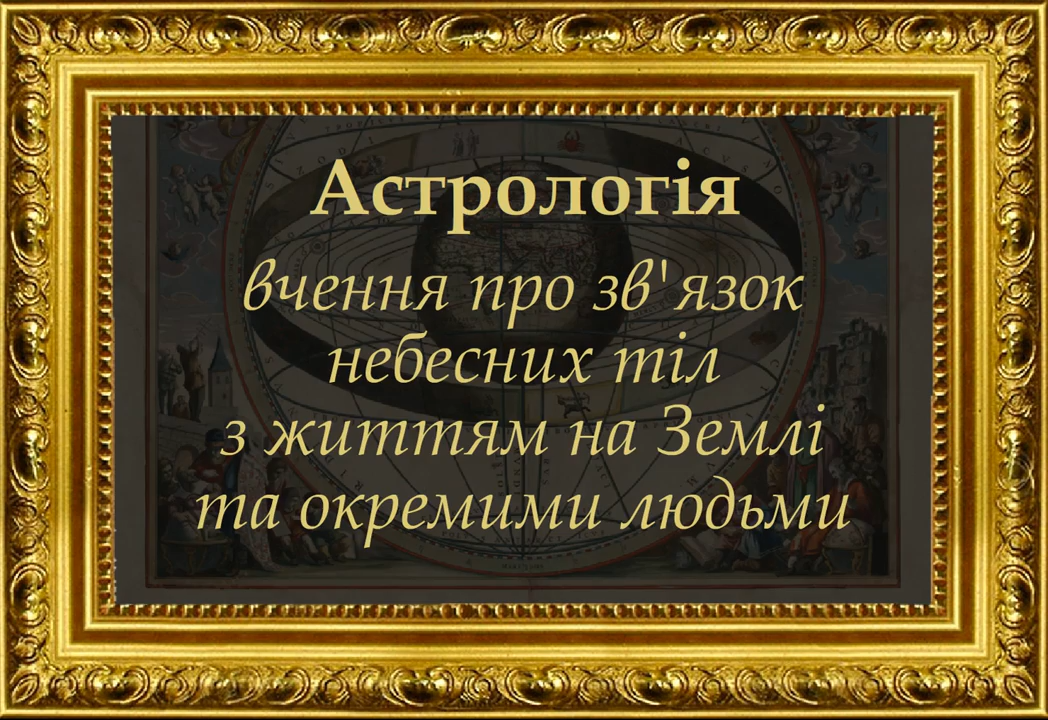 Астрологія
вчення про зв'язок
небесних тіл
з життям на Землі
та окремими людьми